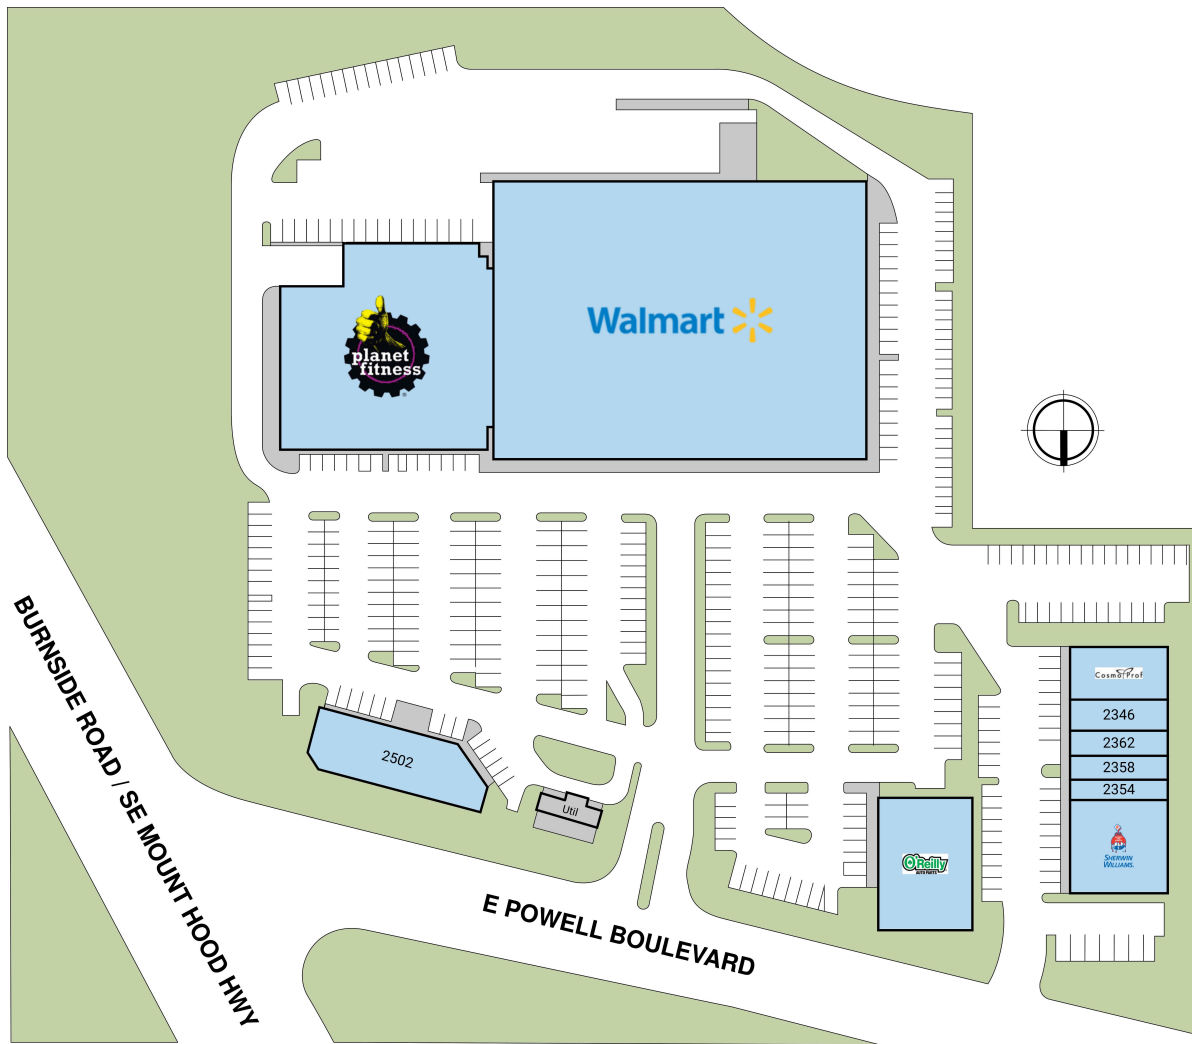 Walmart
planet
fitness®
CosmoProf
2346
2362
2358
2354
2502
Util
O'Reilly
AUTO PARTS
SHERWIN
WILLIAMS.
BURNSIDE ROAD / SE MOUNT HOOD HWY
E POWELL BOULEVARD